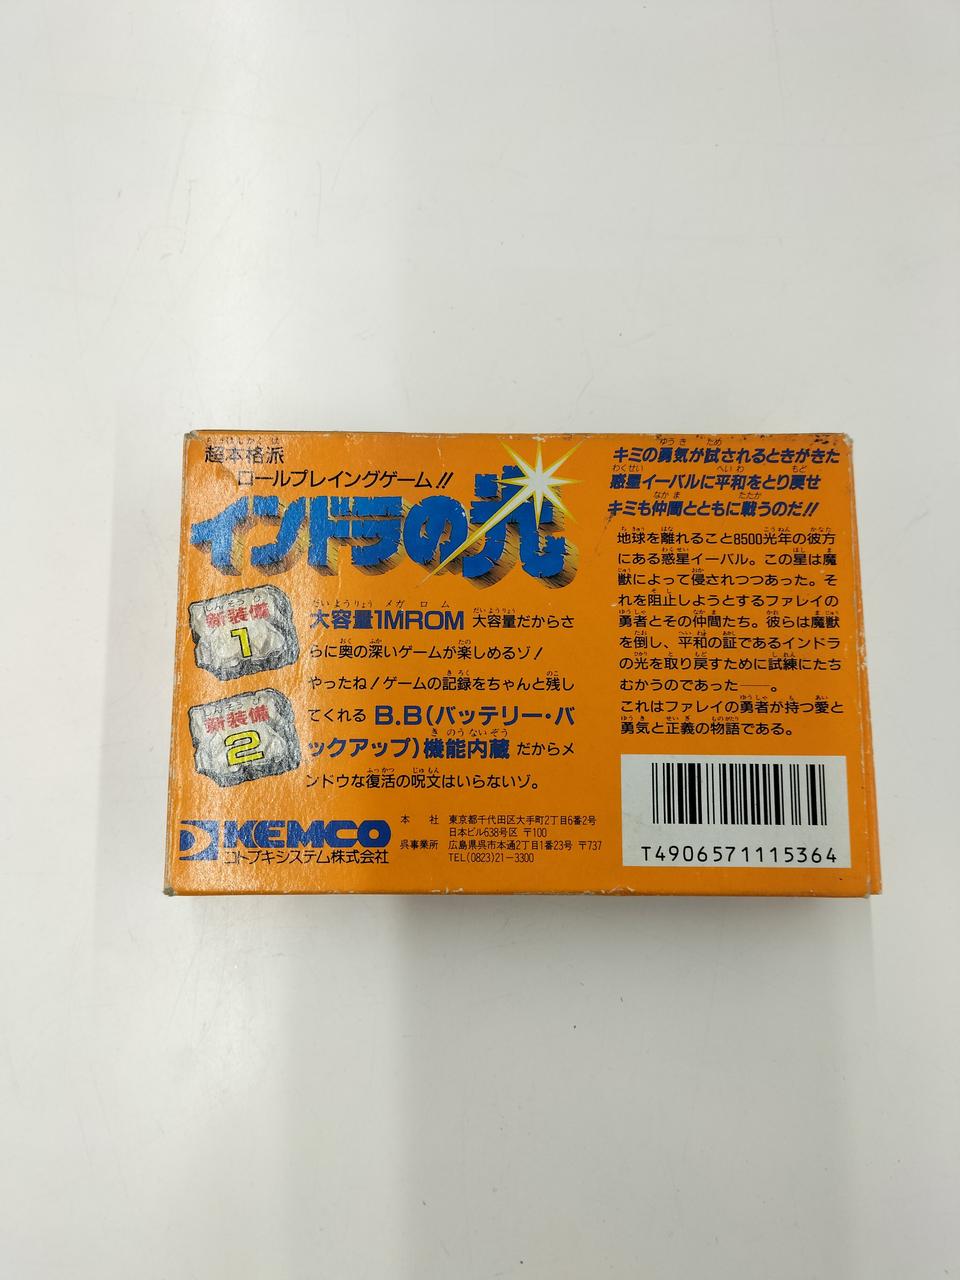 超本格派
ロールプレイングゲーム!!
インドラの光
新装備
1
大容量1MROM 大容量だからさ
らに奥の深いゲームが楽しめるゾ!
やったね!ゲームの記録をちゃんと残し
新装備
2
てくれる B.B(バッテリー・バ
ックアップ)機能内蔵 だからメ
ンドウな復活の呪文はいらないゾ。
KEMCO
コトブキシステム株式会社
本 社 東京都千代田区大手町2丁目6番2号
日本ビル638号区 〒100
呉事業所 広島県呉市本通2丁目1番23号 〒737
TEL(0823)21-3300
キミの勇気が試されるときがきた
惑星イーバルに平和をとり戻せ
キミも仲間とともに戦うのだ!!
地球を離れること8500光年の彼方
にある惑星イーバル。この星は魔
獣によって侵されつつあった。そ
れを阻止しようとするファレイの
勇者とその仲間たち。彼らは魔獣
を倒し、平和の証であるインドラ
の光を取り戻すために試練にたち
むかうのであった——。
これはファレイの勇者が持つ愛と
勇気と正義の物語である。
T4906571115364